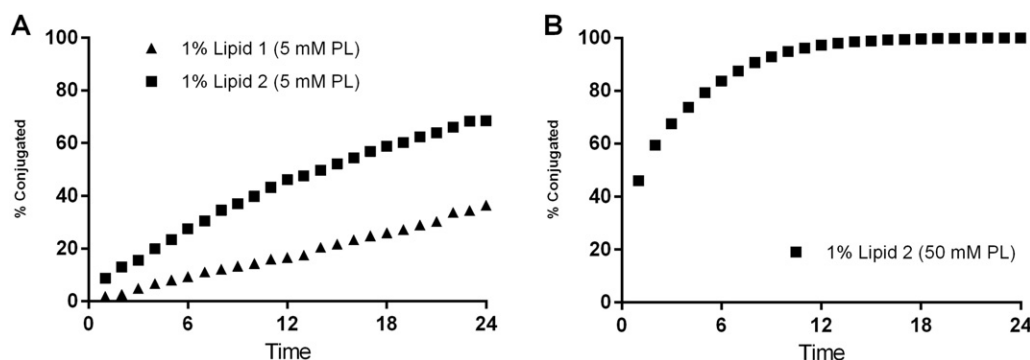 A
1% Lipid 1 (5 mM PL)
1% Lipid 2 (5 mM PL)
% Conjugated
100
80
60
40
20
0
0 6 12 18 24
Time
B
% Conjugated
100
80
60
40
20
0
1% Lipid 2 (50 mM PL)
0 6 12 18 24
Time